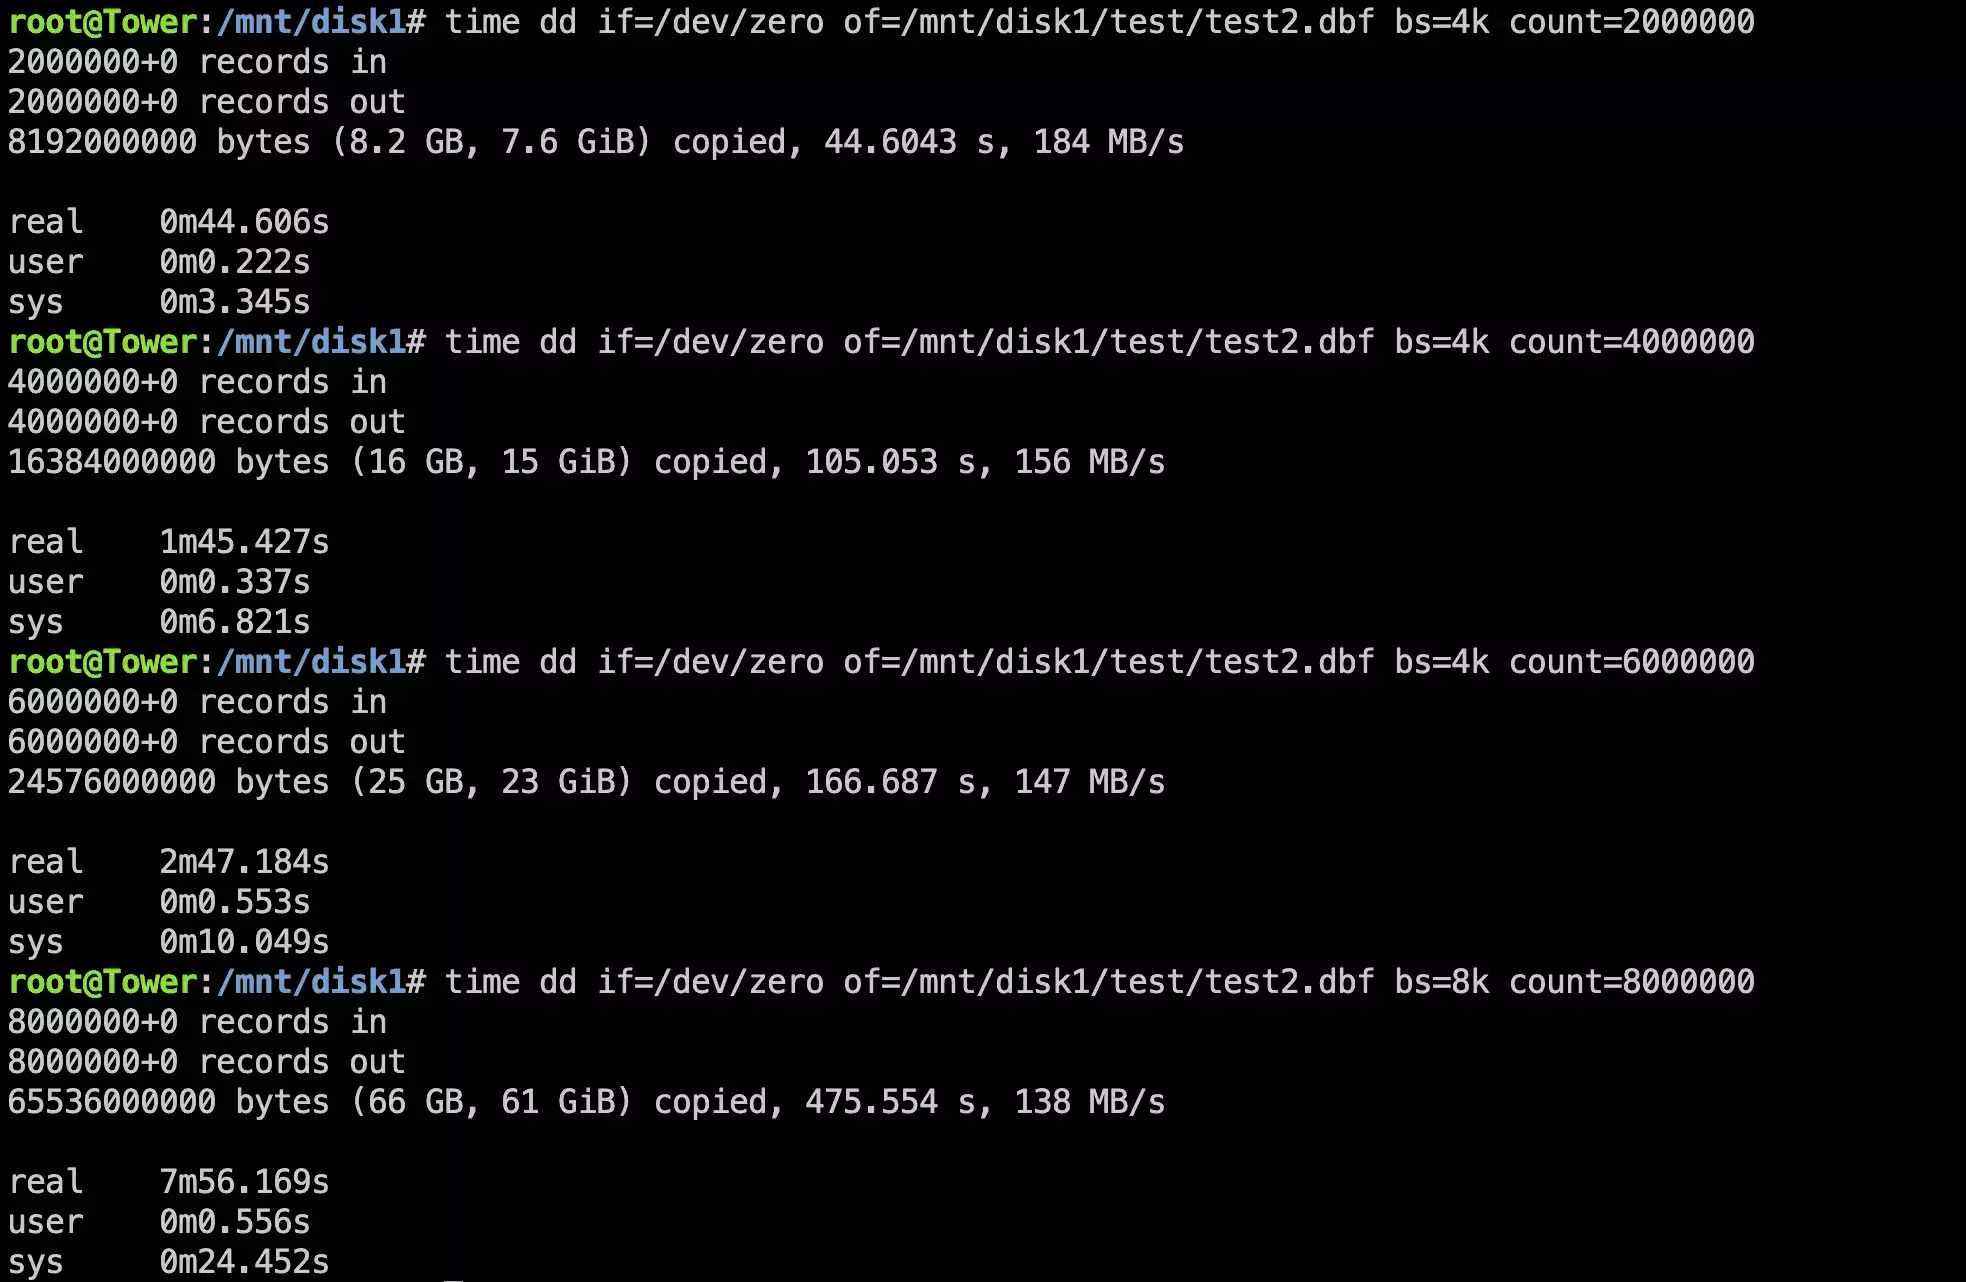 root@Tower:/mnt/disk1# time dd if=/dev/zero of=/mnt/disk1/test/test2.dbf bs=4k count=2000000
2000000+0 records in
2000000+0 records out
8192000000 bytes (8.2 GB, 7.6 GiB) copied, 44.6043 s, 184 MB/s

real    0m44.606s
user    0m0.222s
sys     0m3.345s
root@Tower:/mnt/disk1# time dd if=/dev/zero of=/mnt/disk1/test/test2.dbf bs=4k count=4000000
4000000+0 records in
4000000+0 records out
16384000000 bytes (16 GB, 15 GiB) copied, 105.053 s, 156 MB/s

real    1m45.427s
user    0m0.337s
sys     0m6.821s
root@Tower:/mnt/disk1# time dd if=/dev/zero of=/mnt/disk1/test/test2.dbf bs=4k count=6000000
6000000+0 records in
6000000+0 records out
24576000000 bytes (25 GB, 23 GiB) copied, 166.687 s, 147 MB/s

real    2m47.184s
user    0m0.553s
sys     0m10.049s
root@Tower:/mnt/disk1# time dd if=/dev/zero of=/mnt/disk1/test/test2.dbf bs=8k count=8000000
8000000+0 records in
8000000+0 records out
65536000000 bytes (66 GB, 61 GiB) copied, 475.554 s, 138 MB/s

real    7m56.169s
user    0m0.556s
sys     0m24.452s